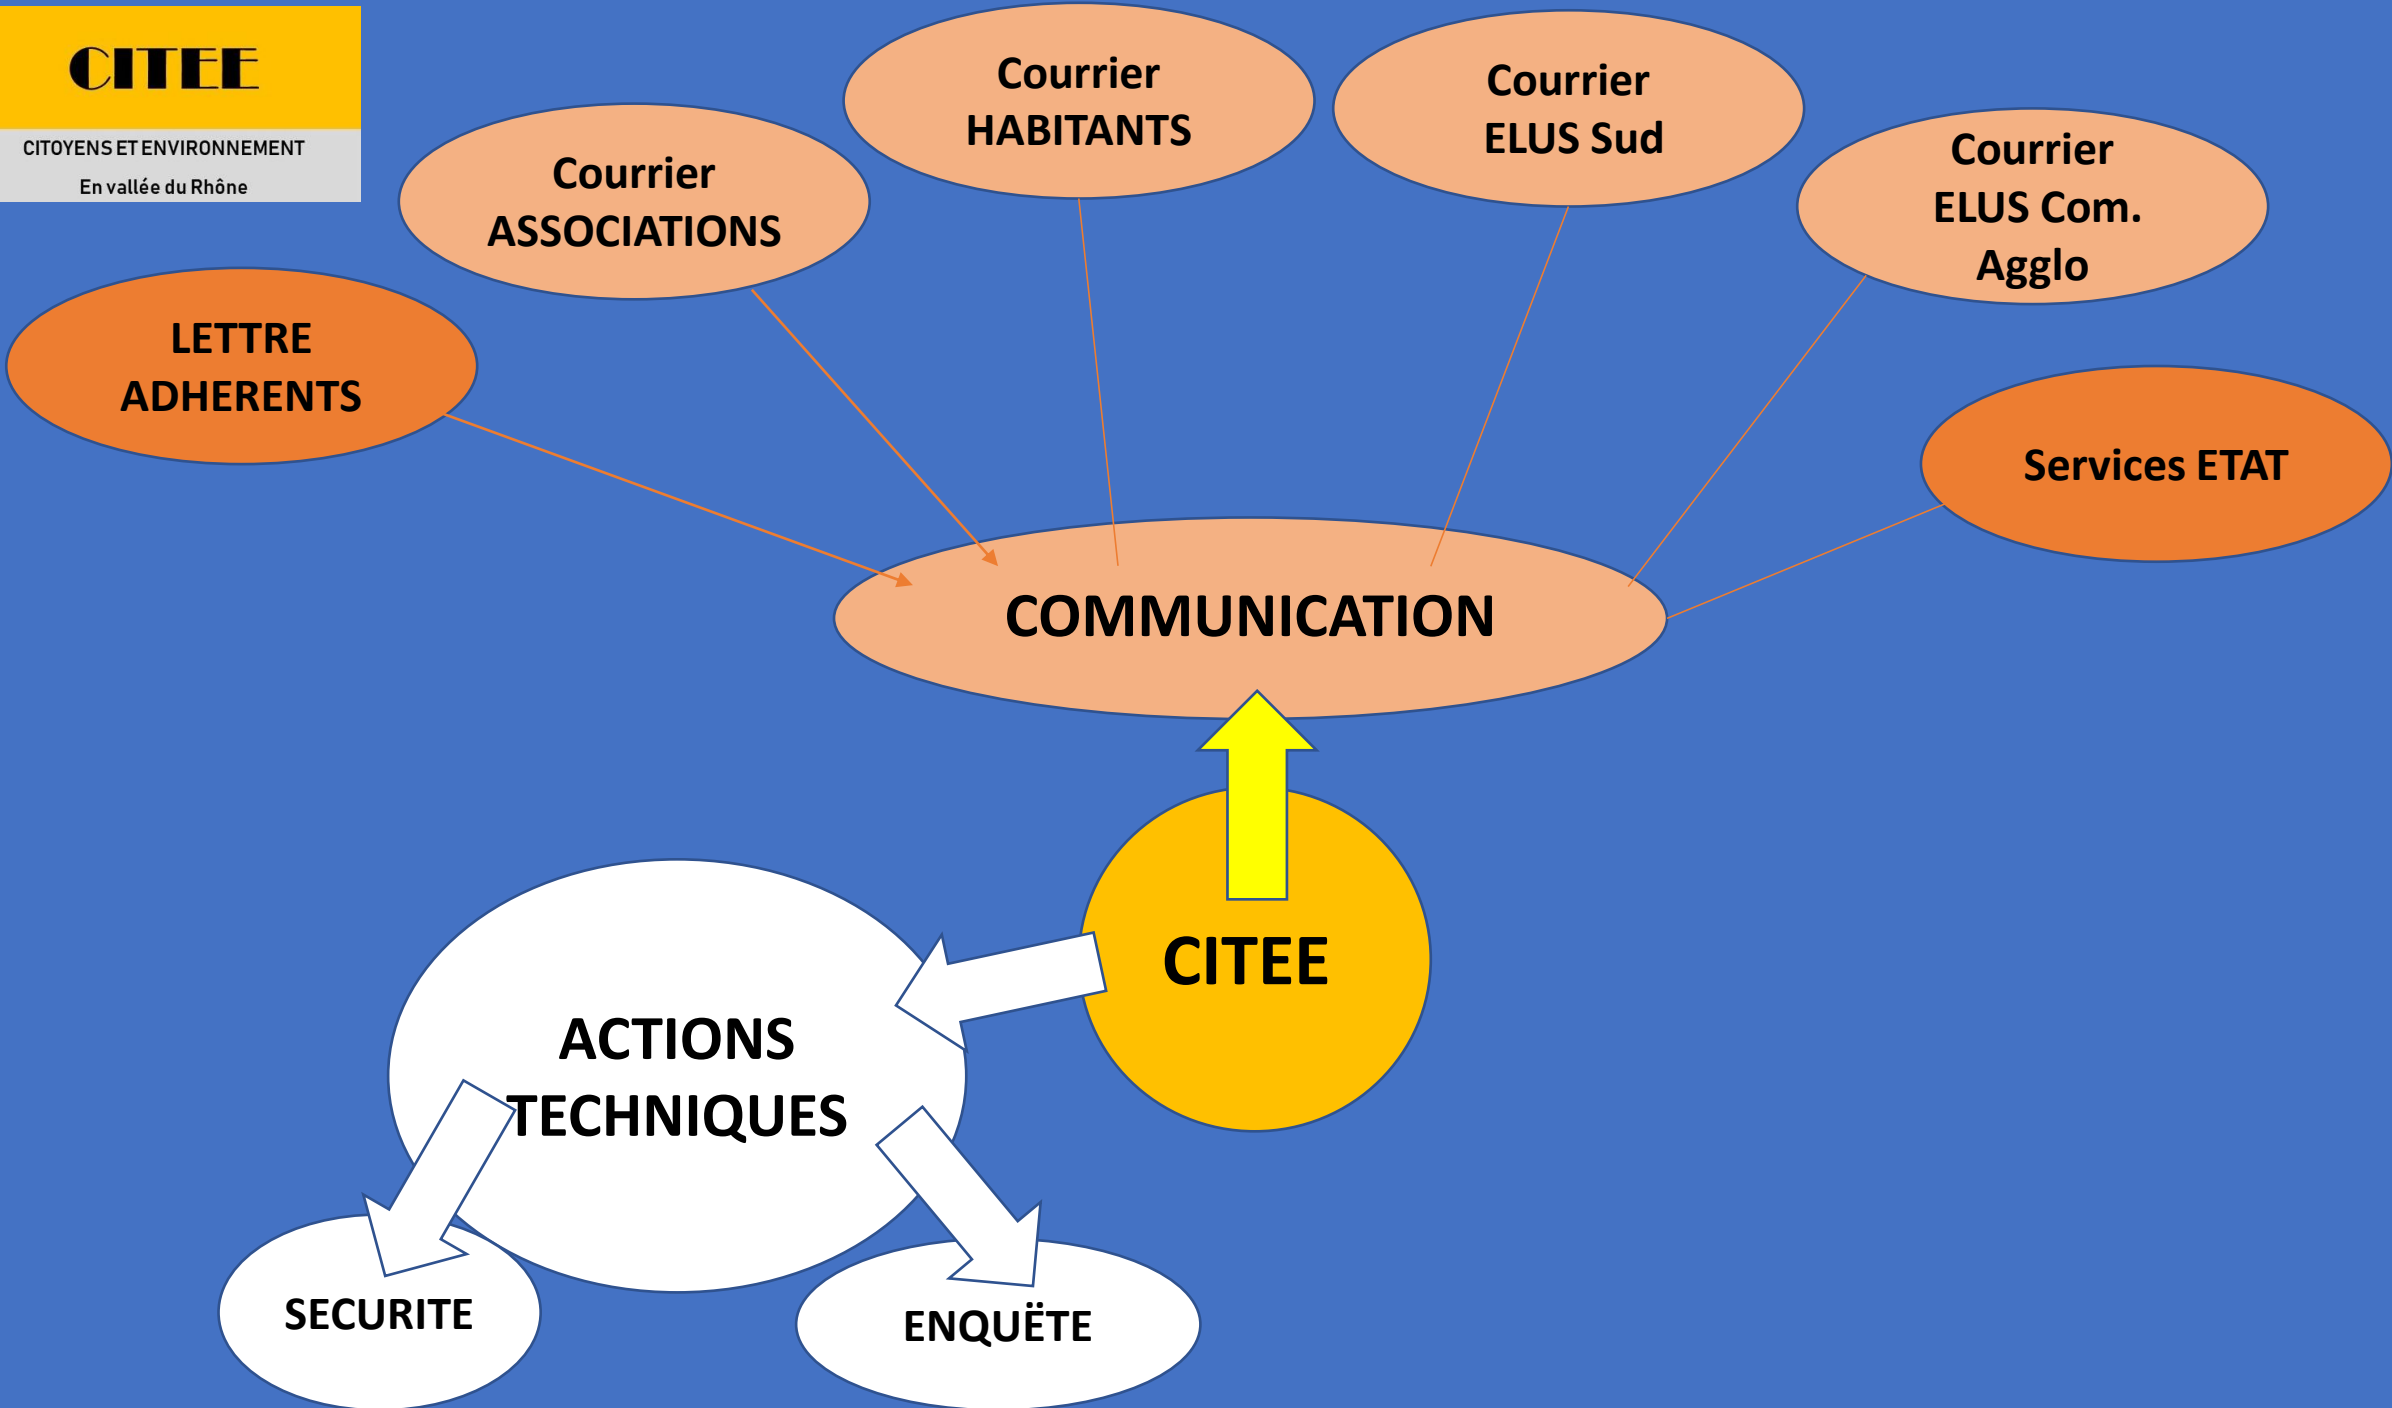 CITEE
CITOYENS ET ENVIRONNEMENT
En vallée du Rhône
Courrier
HABITANTS
Courrier
ELUS Sud
Courrier
ASSOCIATIONS
Courrier
ELUS Com.
Agglo
LETTRE
ADHERENTS
Services ETAT
COMMUNICATION
CITEE
ACTIONS
TECHNIQUES
SECURITE
ENQUËTE